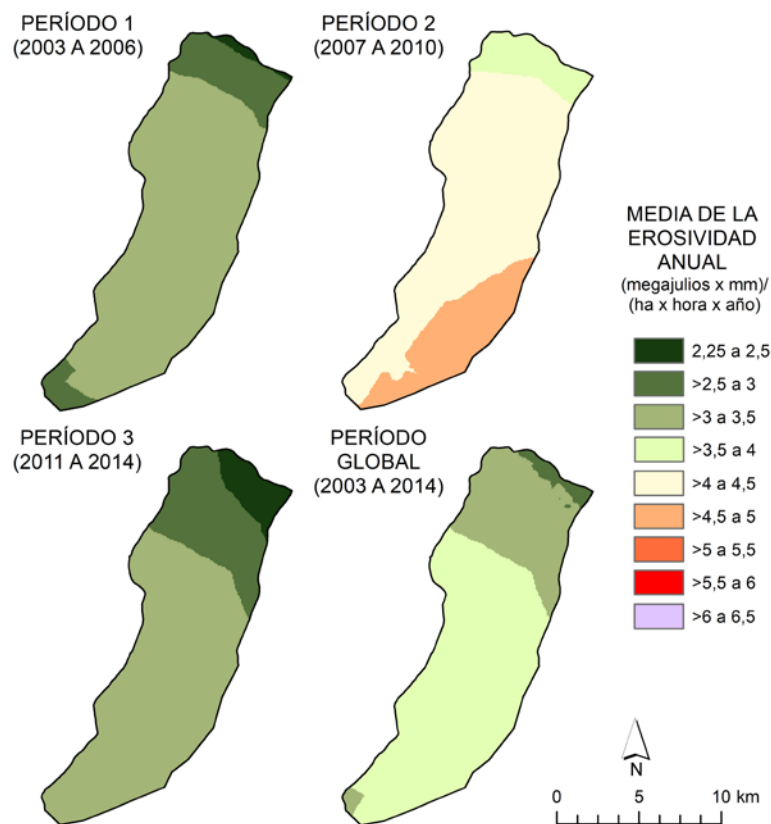 PERÍODO 1
(2003 A 2006)
PERÍODO 2
(2007 A 2010)
PERÍODO 3
(2011 A 2014)
PERÍODO
GLOBAL
(2003 A 2014)
MEDIA DE LA
EROSIVIDAD
ANUAL
(megajulios x mm)/
(ha x hora x año)
2,25 a 2,5
>2,5 a 3
>3 a 3,5
>3,5 a 4
>4 a 4,5
>4,5 a 5
>5 a 5,5
>5,5 a 6
>6 a 6,5
N
0 5 10 km